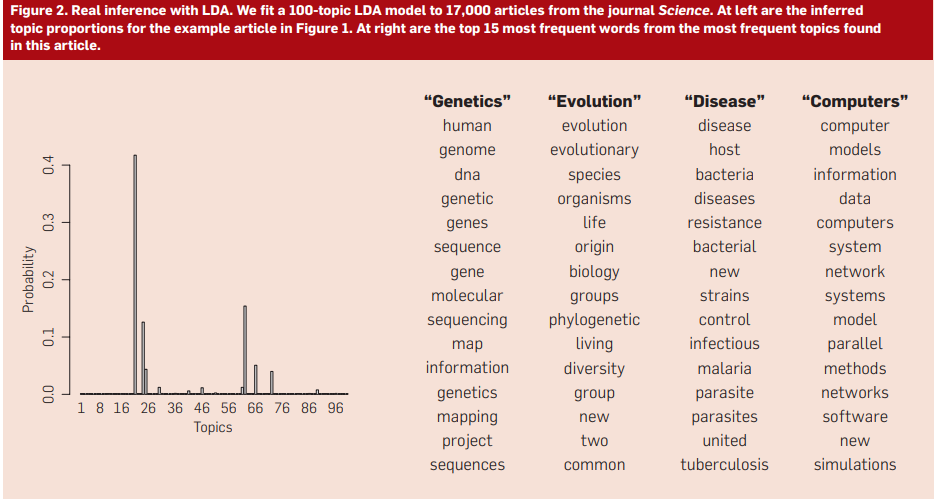 Figure 2. Real inference with LDA. We fit a 100-topic LDA model to 17,000 articles from the journal Science. At left are the inferred
topic proportions for the example article in Figure 1. At right are the top 15 most frequent words from the most frequent topics found
in this article.
Probability
0.4
0.3
0.2
0.1
0.0
1 8 16 26 36 46 56 66 76 86 96
Topics
“Genetics” “Evolution” “Disease” “Computers”
human evolution disease computer
genome evolutionary host models
dna species bacteria information
genetic organisms diseases data
genes life resistance computers
sequence origin bacterial system
gene biology new network
molecular groups strains systems
sequencing phylogenetic control model
map living infectious parallel
information diversity malaria methods
genetics group parasite networks
mapping new parasites software
project two united new
sequences common tuberculosis simulations